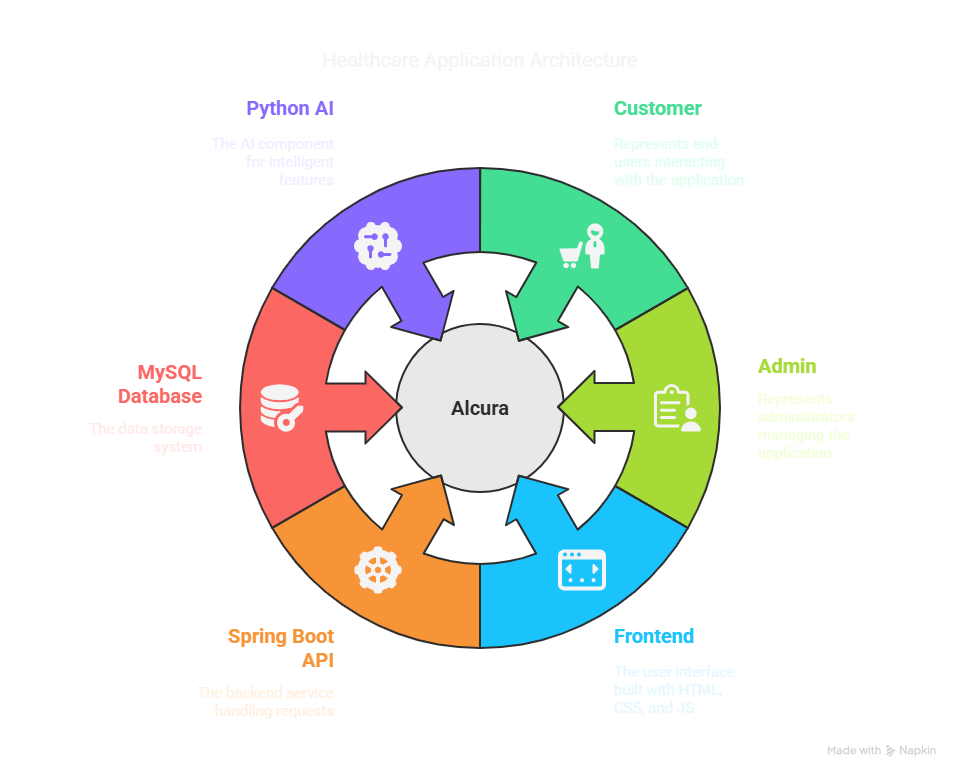 Healthcare Application Architecture
Python AI
The AI component
for intelligent
features
Customer
Represents end-
users interacting
with the application
MySQL
Database
The data storage
system
Alcura
Admin
Represents
administrators
managing the
application
Spring Boot
API
The backend service
handling requests
Frontend
The user interface
built with HTML,
CSS, and JS
Made with Napkin